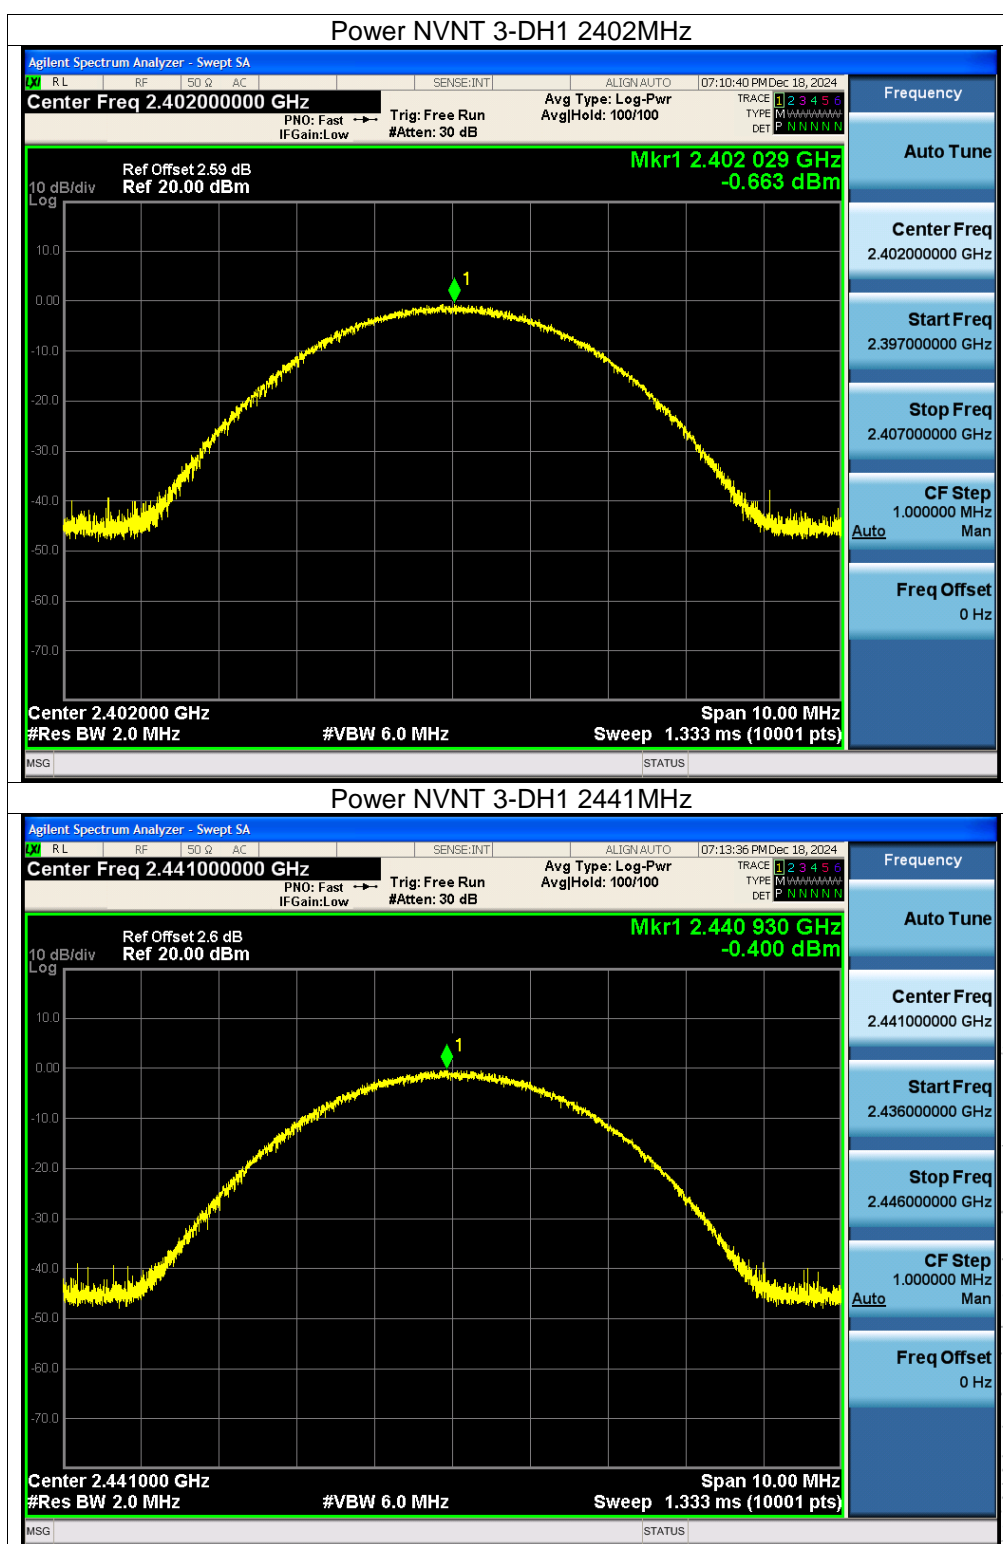 Power NVNT 3-DH1 2402MHz
Agilent Spectrum Analyzer - Swept SA
LXI RL RF 50 Ω AC SENSE:INT ALIGNAUTO 07:10:40 PM Dec 18, 2024
Center Freq 2.402000000 GHz
PNO: Fast
IFGain:Low
Trig: Free Run
#Atten: 30 dB
Avg Type: Log-Pwr
Avg|Hold: 100/100
TRACE 1 2 3 4 5 6
TYPE M WWWWW
DET P N N N N N
Frequency
Mkr1 2.402 029 GHz
-0.663 dBm
Ref Offset 2.59 dB
10 dB/div Ref 20.00 dBm
Log
10.0
0.00
-10.0
-20.0
-30.0
-40.0
-50.0
-60.0
-70.0
1
Center 2.402000 GHz Span 10.00 MHz
#Res BW 2.0 MHz #VBW 6.0 MHz Sweep 1.333 ms (10001 pts)
MSG STATUS
Auto Tune
Center Freq
2.402000000 GHz
Start Freq
2.397000000 GHz
Stop Freq
2.407000000 GHz
CF Step
1.000000 MHz
Auto Man
Freq Offset
0 Hz
Power NVNT 3-DH1 2441MHz
Agilent Spectrum Analyzer - Swept SA
LXI RL RF 50 Ω AC SENSE:INT ALIGNAUTO 07:13:36 PM Dec 18, 2024
Center Freq 2.441000000 GHz
PNO: Fast
IFGain:Low
Trig: Free Run
#Atten: 30 dB
Avg Type: Log-Pwr
Avg|Hold: 100/100
TRACE 1 2 3 4 5 6
TYPE M WWWWW
DET P N N N N N
Frequency
Mkr1 2.440 930 GHz
-0.400 dBm
Ref Offset 2.6 dB
10 dB/div Ref 20.00 dBm
Log
10.0
0.00
-10.0
-20.0
-30.0
-40.0
-50.0
-60.0
-70.0
1
Center 2.441000 GHz Span 10.00 MHz
#Res BW 2.0 MHz #VBW 6.0 MHz Sweep 1.333 ms (10001 pts)
MSG STATUS
Auto Tune
Center Freq
2.441000000 GHz
Start Freq
2.436000000 GHz
Stop Freq
2.446000000 GHz
CF Step
1.000000 MHz
Auto Man
Freq Offset
0 Hz